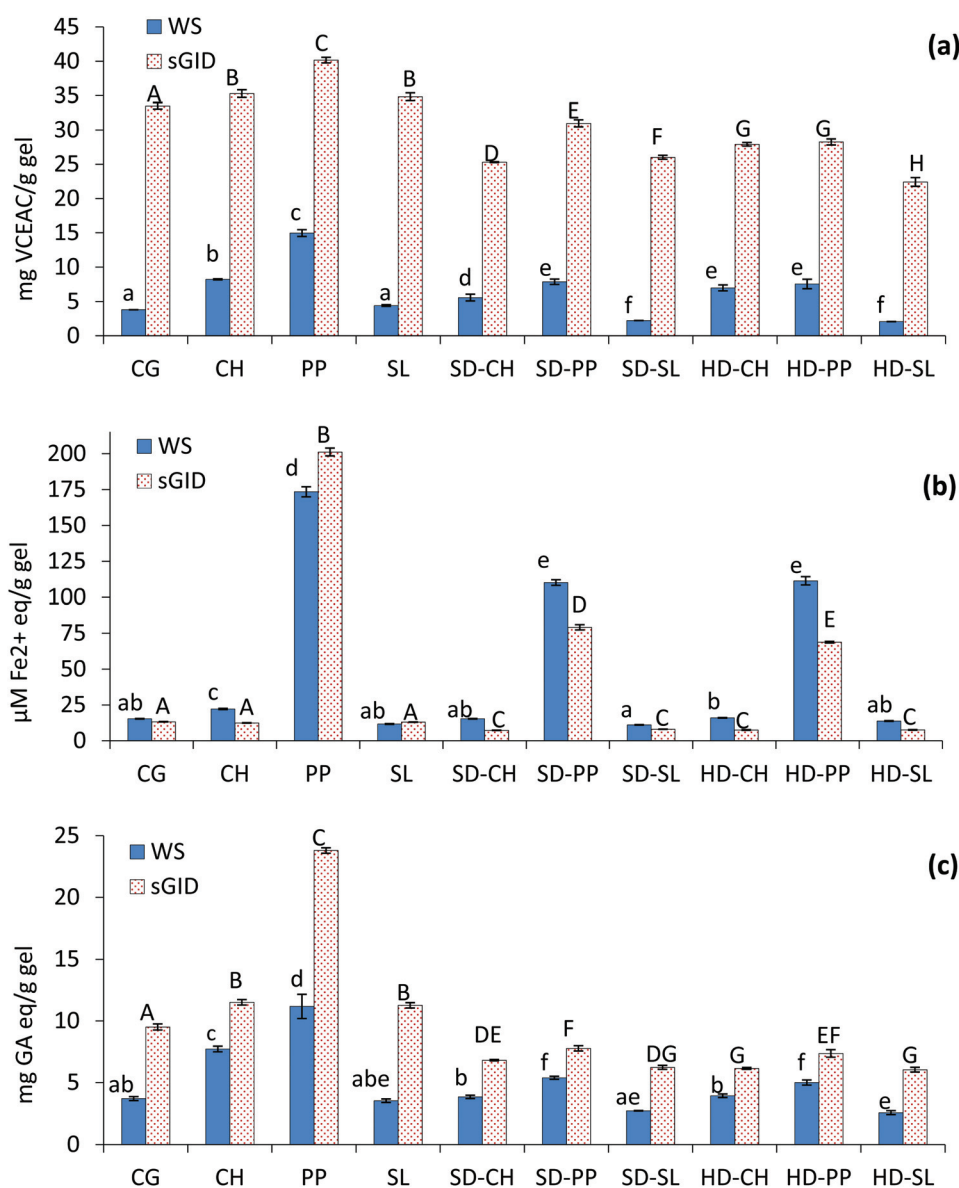 WS
sGID
(a)
mg VCEAC/g gel
45
40
35
30
25
20
15
10
5
0
a A b B c C a B d D e E f F e G e G f H
CG CH PP SL SD-CH SD-PP SD-SL HD-CH HD-PP HD-SL
WS
sGID
(b)
µM Fe2+ eq/g gel
200
175
150
125
100
75
50
25
0
ab A c A d B ab A ab C e D a C b C e E ab C
CG CH PP SL SD-CH SD-PP SD-SL HD-CH HD-PP HD-SL
WS
sGID
(c)
mg GA eq/g gel
25
20
15
10
5
0
ab A c B d C abe B b DE f F ae DG b G f EF e G
CG CH PP SL SD-CH SD-PP SD-SL HD-CH HD-PP HD-SL